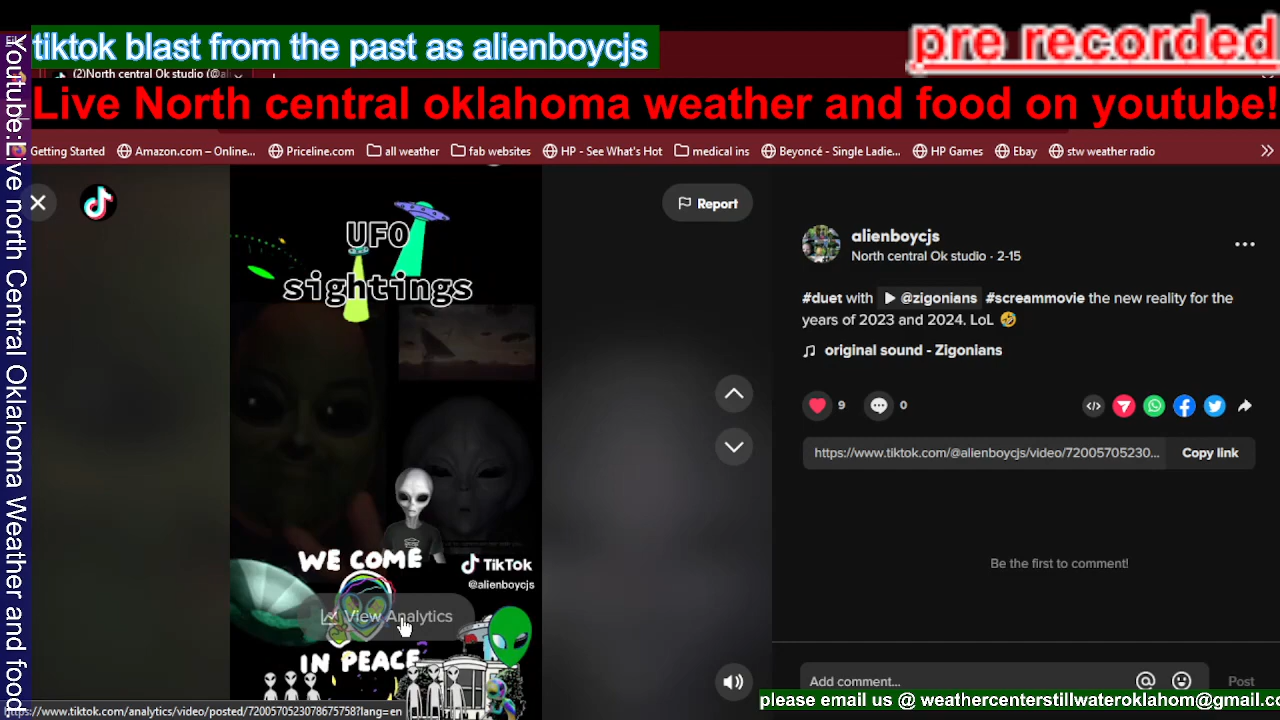 tiktok blast from the past as alienboycjs
pre recorded
(2)North central Ok studio (@a
Live North central oklahoma weather and food on youtube!
Youtube:Live north Central Oklahoma Weather and food
Getting Started
Amazon.com – Online...
Priceline.com
all weather
fab websites
HP - See What's Hot
medical ins
Beyoncé - Single Ladie...
HP Games
Ebay
stw weather radio
Report
UFO
sightings
WE COME
TikTok
@alienboycjs
View Analytics
IN PEACE
alienboycjs
North central Ok studio · 2-15
#duet with @zigonians #screammovie the new reality for the
years of 2023 and 2024. LoL 🤣
original sound - Zigonians
9
0
https://www.tiktok.com/@alienboycjs/video/72005705230...
Copy link
Be the first to comment!
Add comment...
Post
please email us @ weathercenterstillwateroklahom@gmail.co
https://www.tiktok.com/analytics/video/posted/7200570523078675758?lang=en